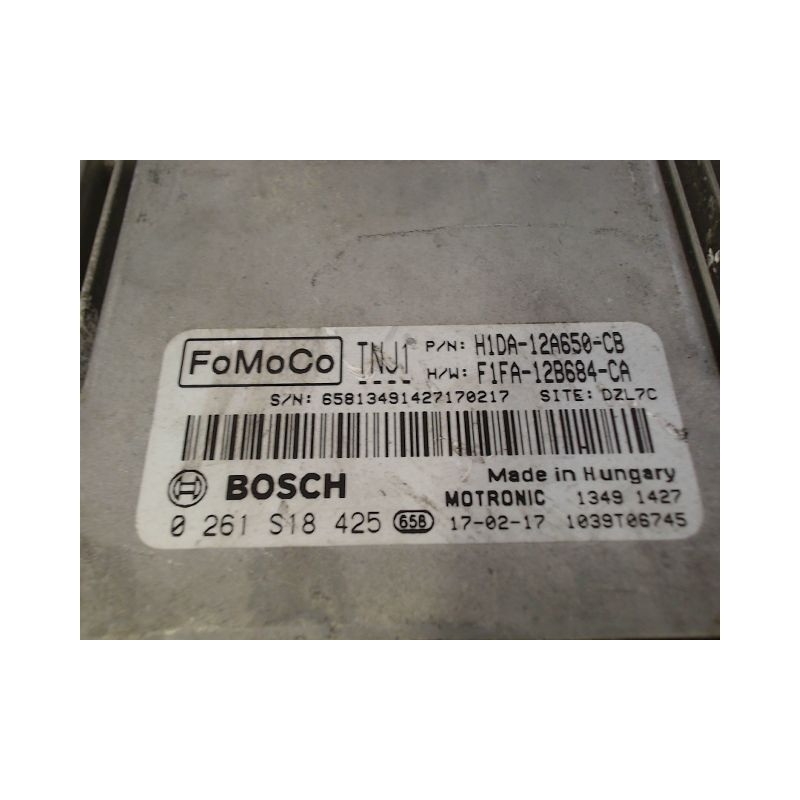 FoMoCo TNJ1 P/N: H1DA-12A650-CB
H/W: F1FA-12B684-CA
S/N: 65813491427170217 SITE: DZL7C
BOSCH Made in Hungary
MOTRONIC 1349 1427
0 261 S18 425 65B 17-02-17 1039T06745